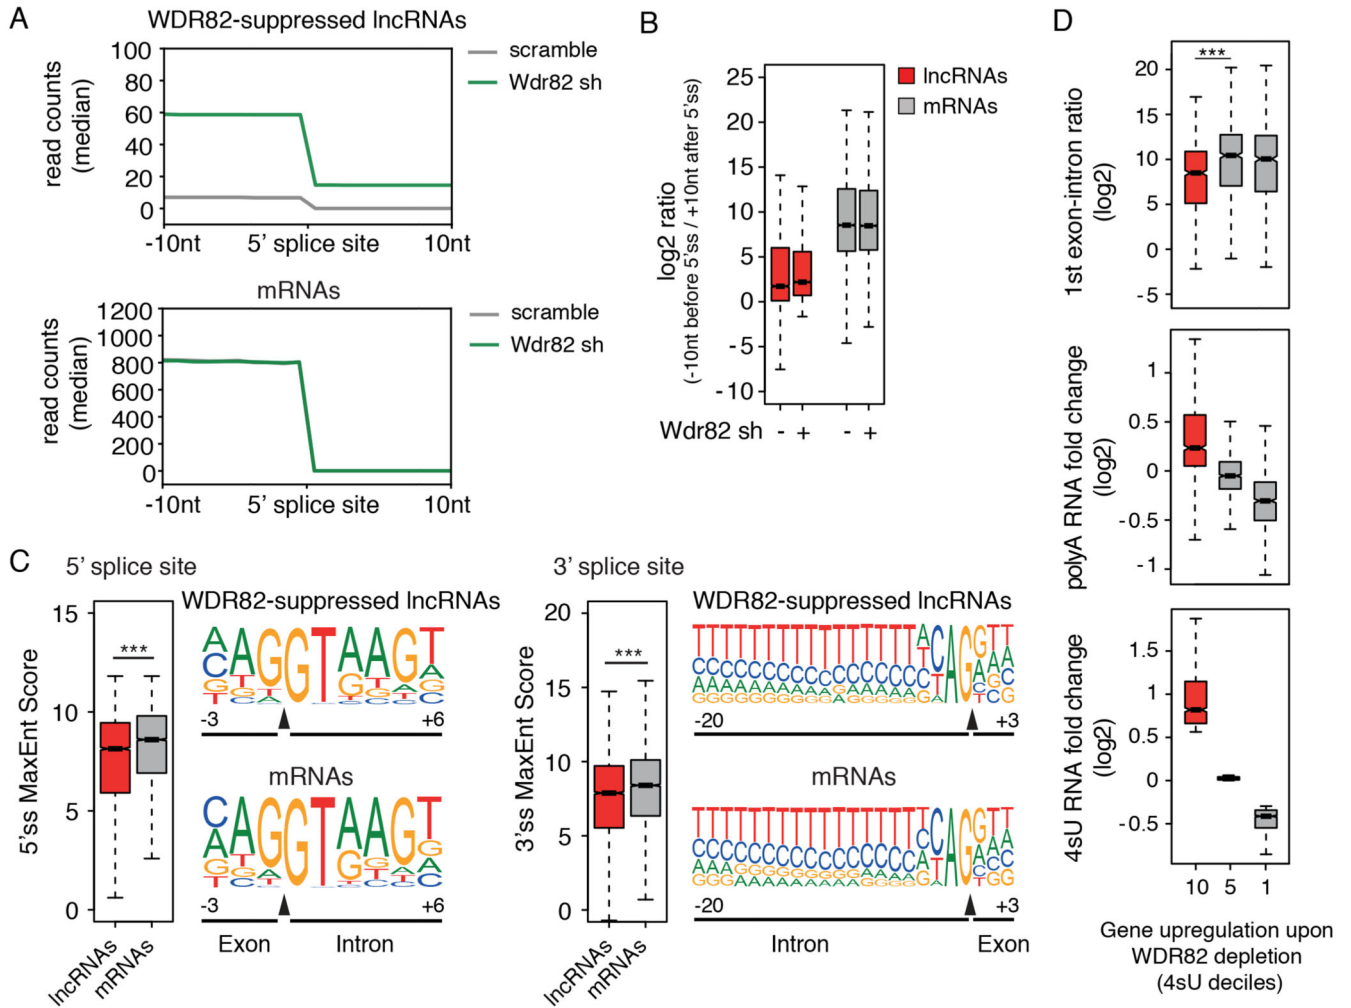 A
WDR82-suppressed lncRNAs
scramble
Wdr82 sh
read counts
(median)
100
80
60
40
20
0
-10nt
5' splice site
10nt
mRNAs
scramble
Wdr82 sh
read counts
(median)
1200
1000
800
600
400
200
0
-10nt
5' splice site
10nt
B
lncRNAs
mRNAs
log2 ratio
(-10nt before 5'ss / +10nt after 5'ss)
25
20
15
10
5
0
-5
-10
Wdr82 sh - + - +
C
5' splice site
5'ss MaxEnt Score
15
10
5
0
***
lncRNAs
mRNAs
WDR82-suppressed lncRNAs
-3
+6
mRNAs
-3
+6
Exon
Intron
3' splice site
3'ss MaxEnt Score
20
15
10
5
0
***
lncRNAs
mRNAs
WDR82-suppressed lncRNAs
-20
+3
mRNAs
-20
+3
Intron
Exon
D
1st exon-intron ratio
(log2)
20
15
10
5
0
-5
***
polyA RNA fold change
(log2)
1
0.5
0
-0.5
-1
4sU RNA fold change
(log2)
1.5
1
0.5
0
-0.5
10 5 1
Gene upregulation upon
WDR82 depletion
(4sU deciles)